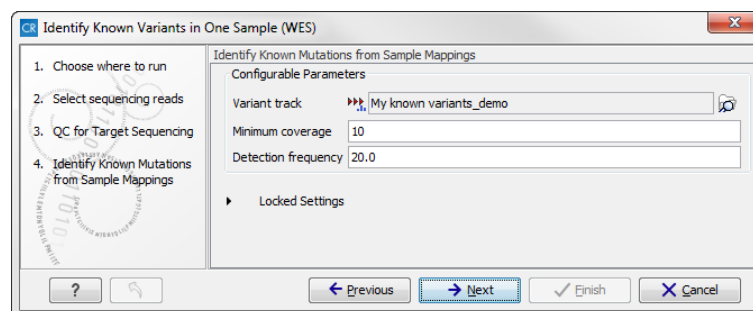 CR Identify Known Variants in One Sample (WES)
x
1. Choose where to run
2. Select sequencing reads
3. QC for Target Sequencing
4. Identify Known Mutations
from Sample Mappings
Identify Known Mutations from Sample Mappings
Configurable Parameters
Variant track My known variants_demo
Minimum coverage 10
Detection frequency 20.0
Locked Settings
? Previous Next Finish Cancel